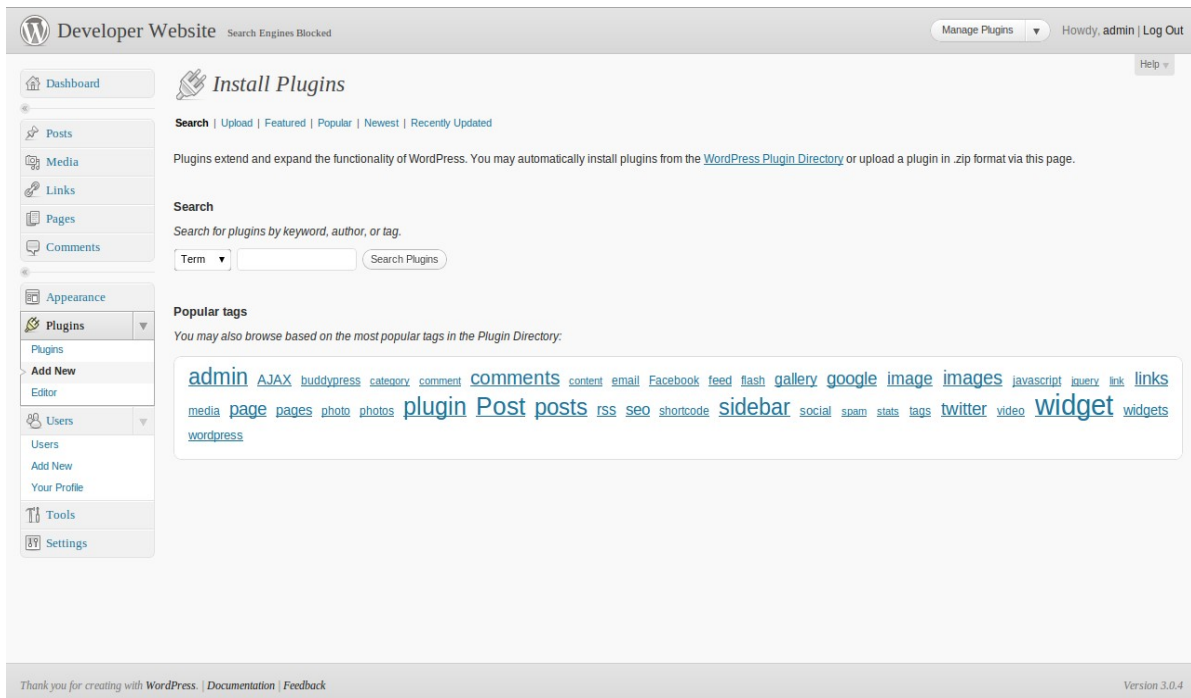 Developer Website Search Engines Blocked
Manage Plugins
Howdy, admin | Log Out
Help
Dashboard
Posts
Media
Links
Pages
Comments
Appearance
Plugins
Plugins
Add New
Editor
Users
Users
Add New
Your Profile
Tools
Settings
Install Plugins
Search | Upload | Featured | Popular | Newest | Recently Updated
Plugins extend and expand the functionality of WordPress. You may automatically install plugins from the WordPress Plugin Directory or upload a plugin in .zip format via this page.
Search
Search for plugins by keyword, author, or tag.
Term
Search Plugins
Popular tags
You may also browse based on the most popular tags in the Plugin Directory:
admin AJAX buddypress category comment comments content email Facebook feed flash gallery google image images javascript jquery link links
media page pages photo photos plugin Post posts rss seo shortcode sidebar social spam stats tags twitter video widget widgets
wordpress
Thank you for creating with WordPress. | Documentation | Feedback
Version 3.0.4